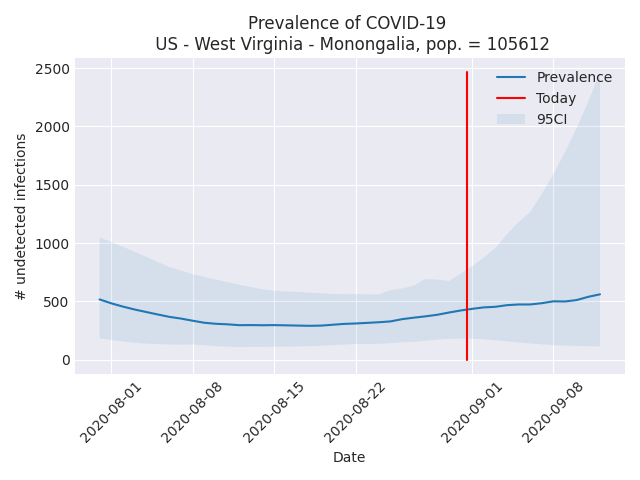 Prevalence of COVID-19
US - West Virginia - Monongalia, pop. = 105612
2500
2000
1500
1000
500
0
# undetected infections
Prevalence
Today
95CI
2020-08-01
2020-08-08
2020-08-15
2020-08-22
2020-09-01
2020-09-08
Date